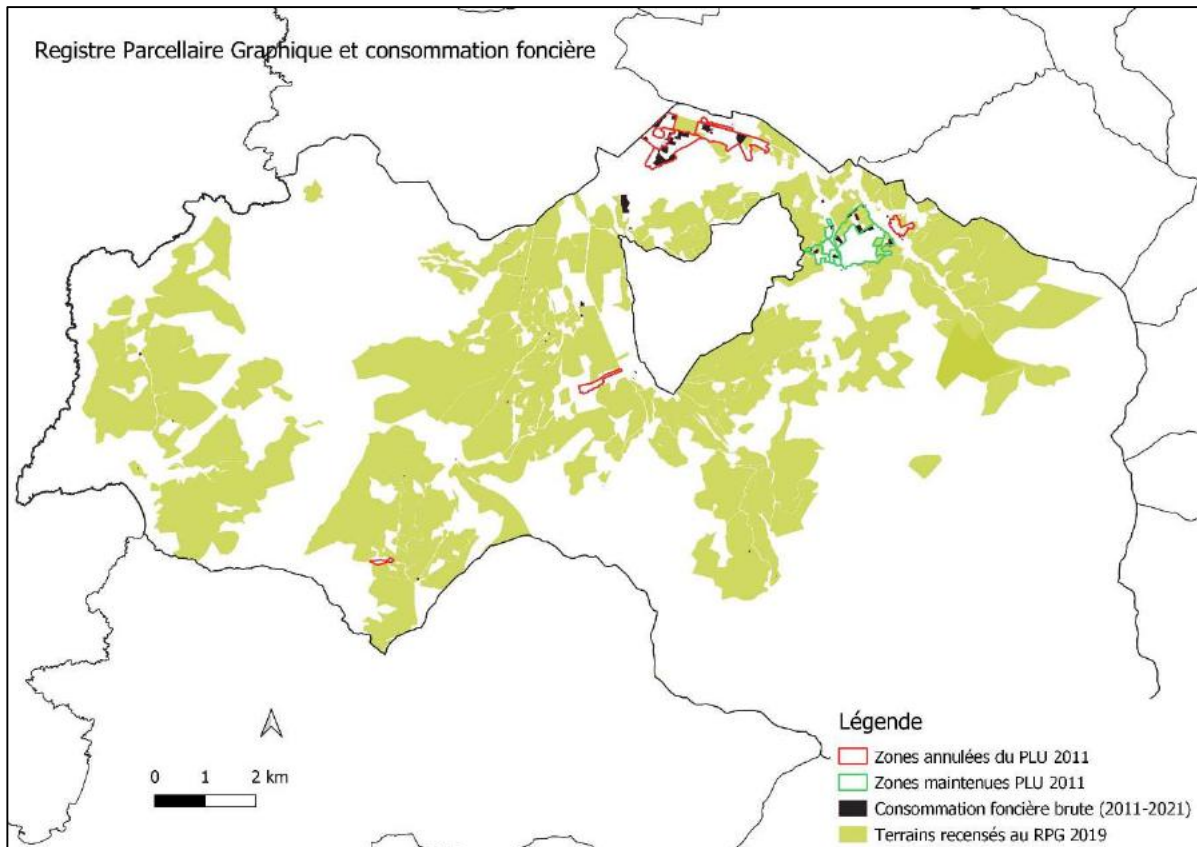 Registre Parcellaire Graphique et consommation foncière
Légende
Zones annulées du PLU 2011
Zones maintenues PLU 2011
Consommation foncière brute (2011-2021)
Terrains recensés au RPG 2019
0 1 2 km